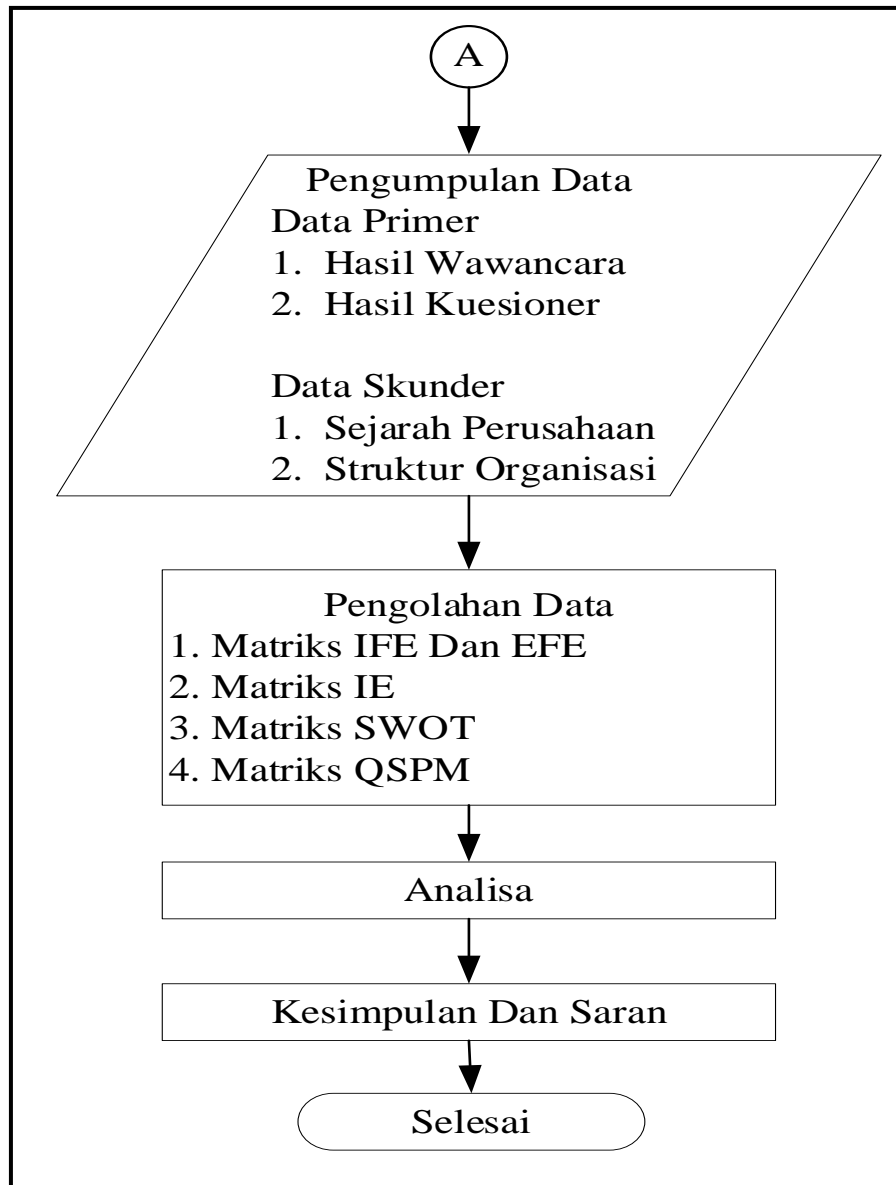 A
Pengumpulan Data
Data Primer
1. Hasil Wawancara
2. Hasil Kuesioner
Data Skunder
1. Sejarah Perusahaan
2. Struktur Organisasi
Pengolahan Data
1. Matriks IFE Dan EFE
2. Matriks IE
3. Matriks SWOT
4. Matriks QSPM
Analisa
Kesimpulan Dan Saran
Selesai